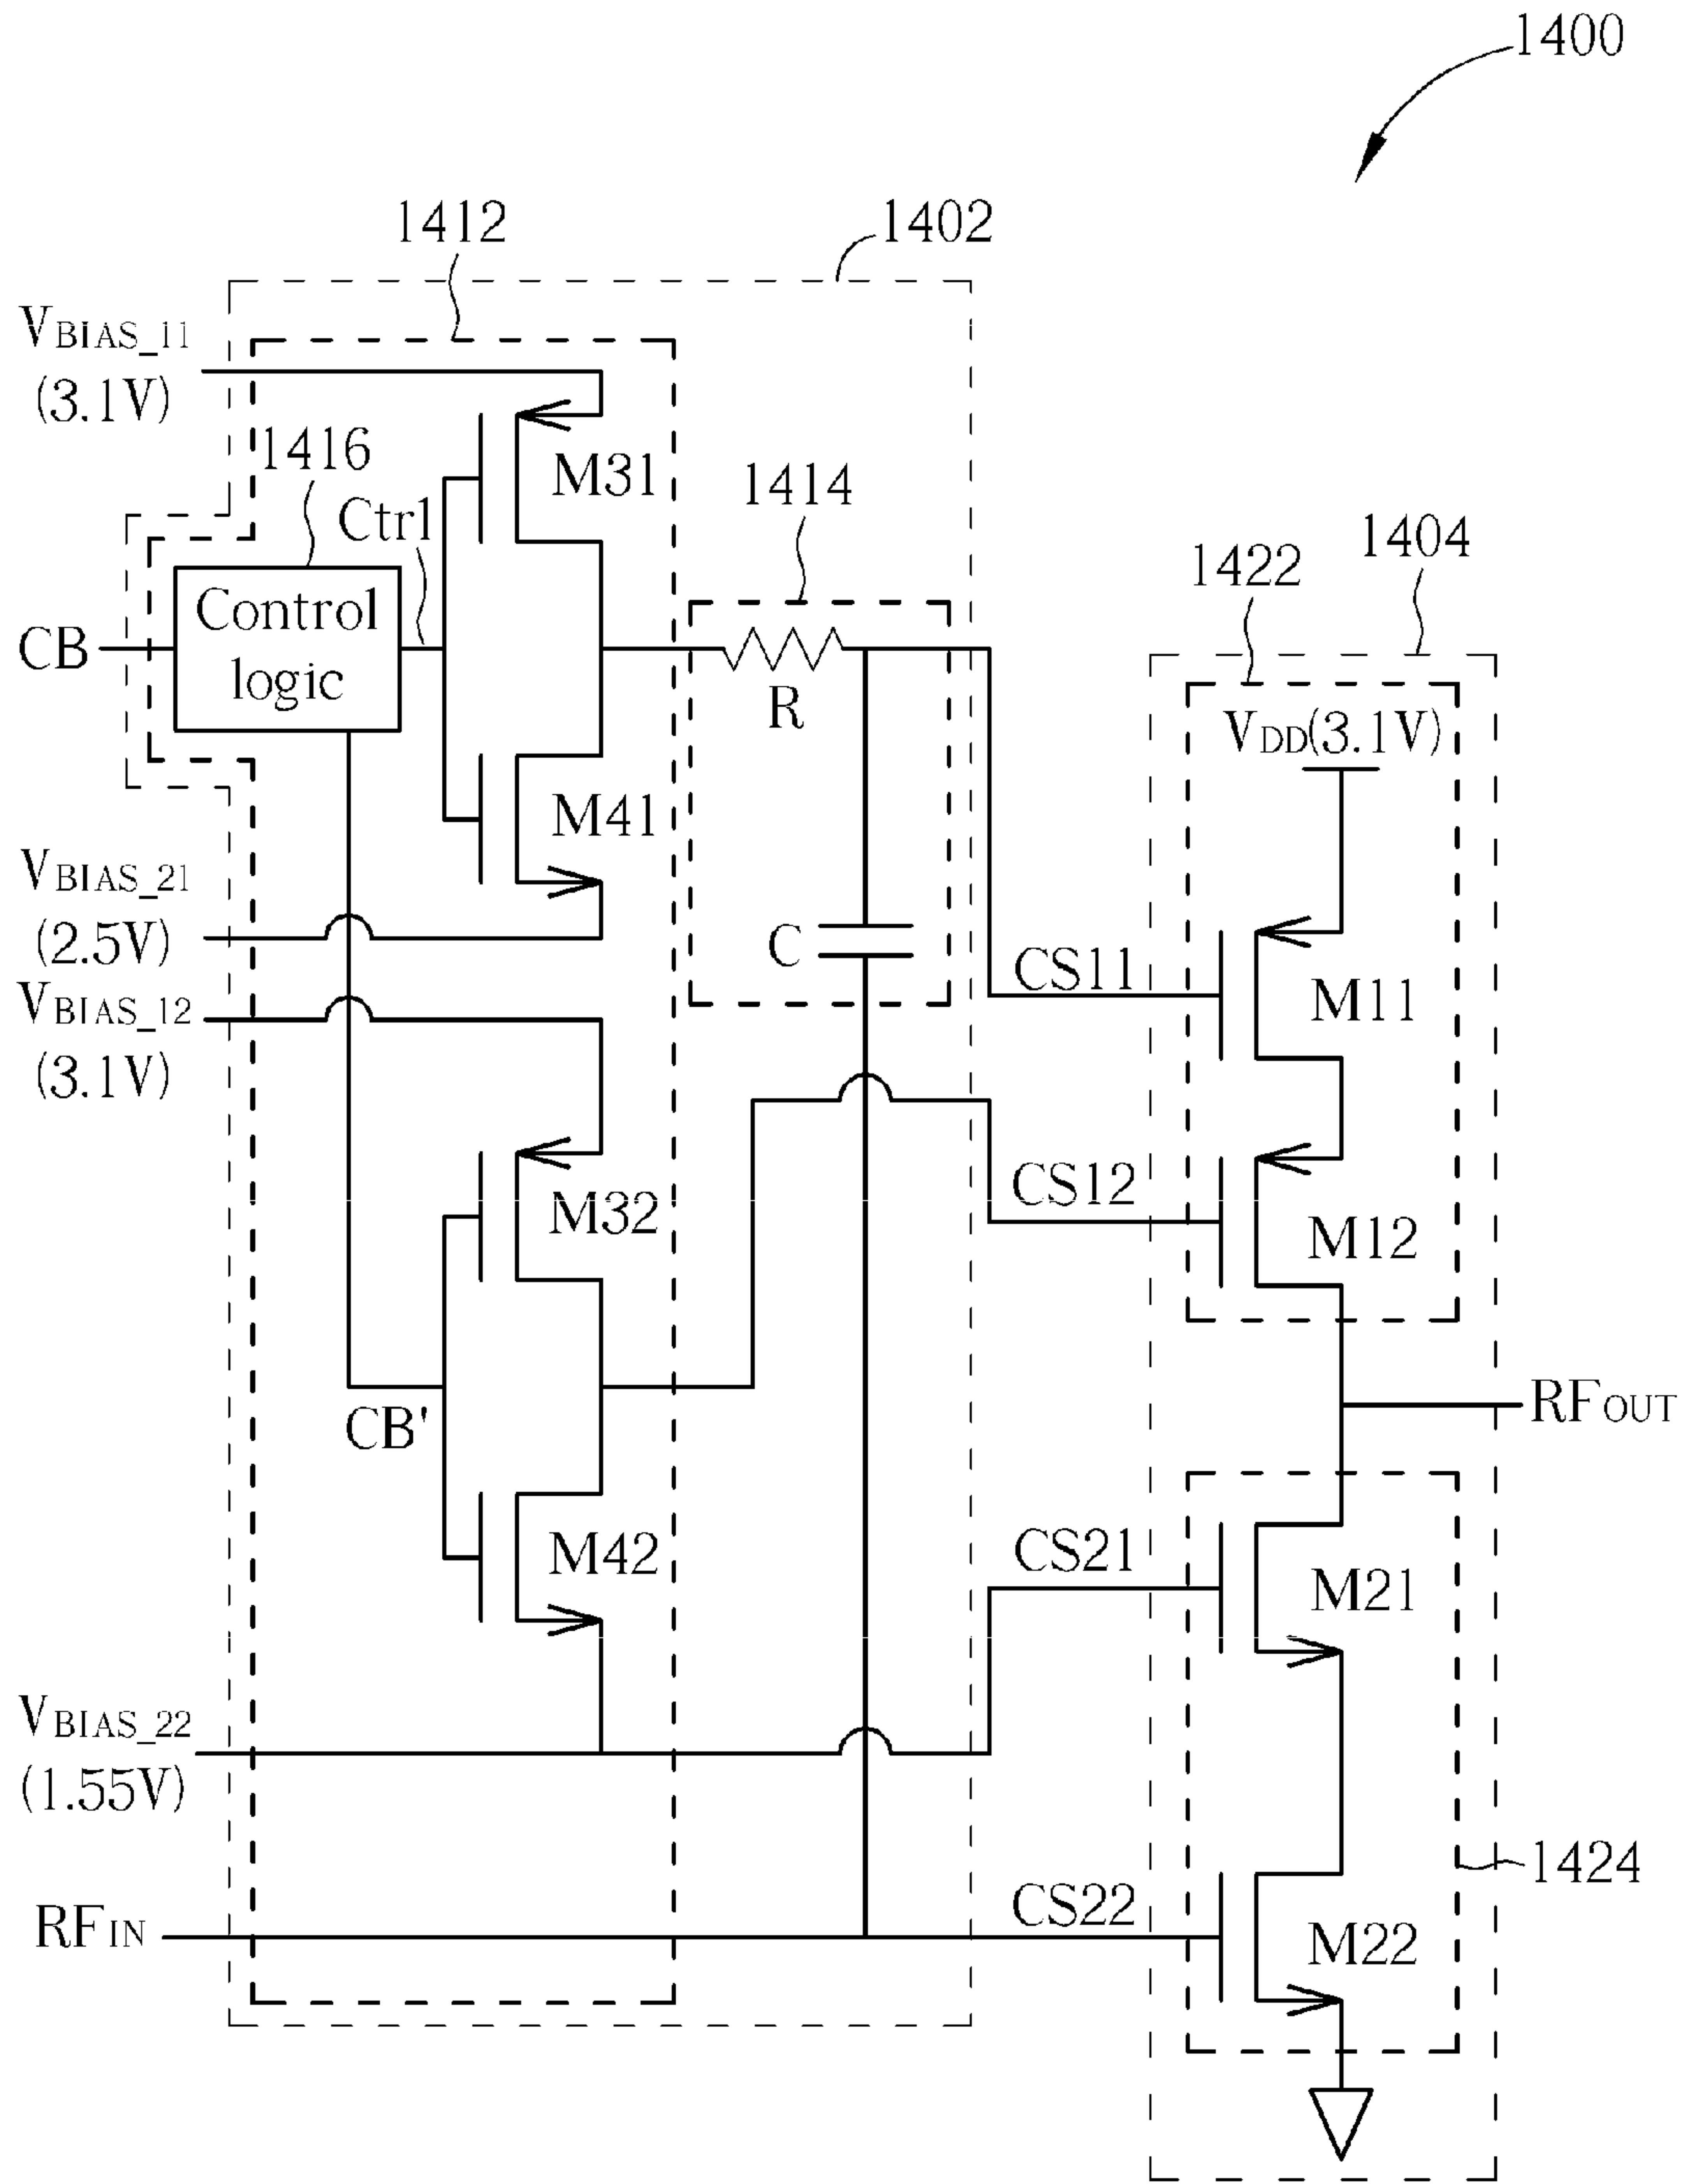 1400
1412
1402
VBIAS_11
(3.1V)
1416
M31
1414
Ctrl
1404
1422
Control
logic
CB
R
VDD(3.1V)
M41
VBIAS_21
(2.5V)
C
CS11
M11
VBIAS_12
(3.1V)
CS12
M32
M12
RFOUT
CB'
CS21
M42
M21
VBIAS_22
(1.55V)
1424
CS22
RFIN
M22